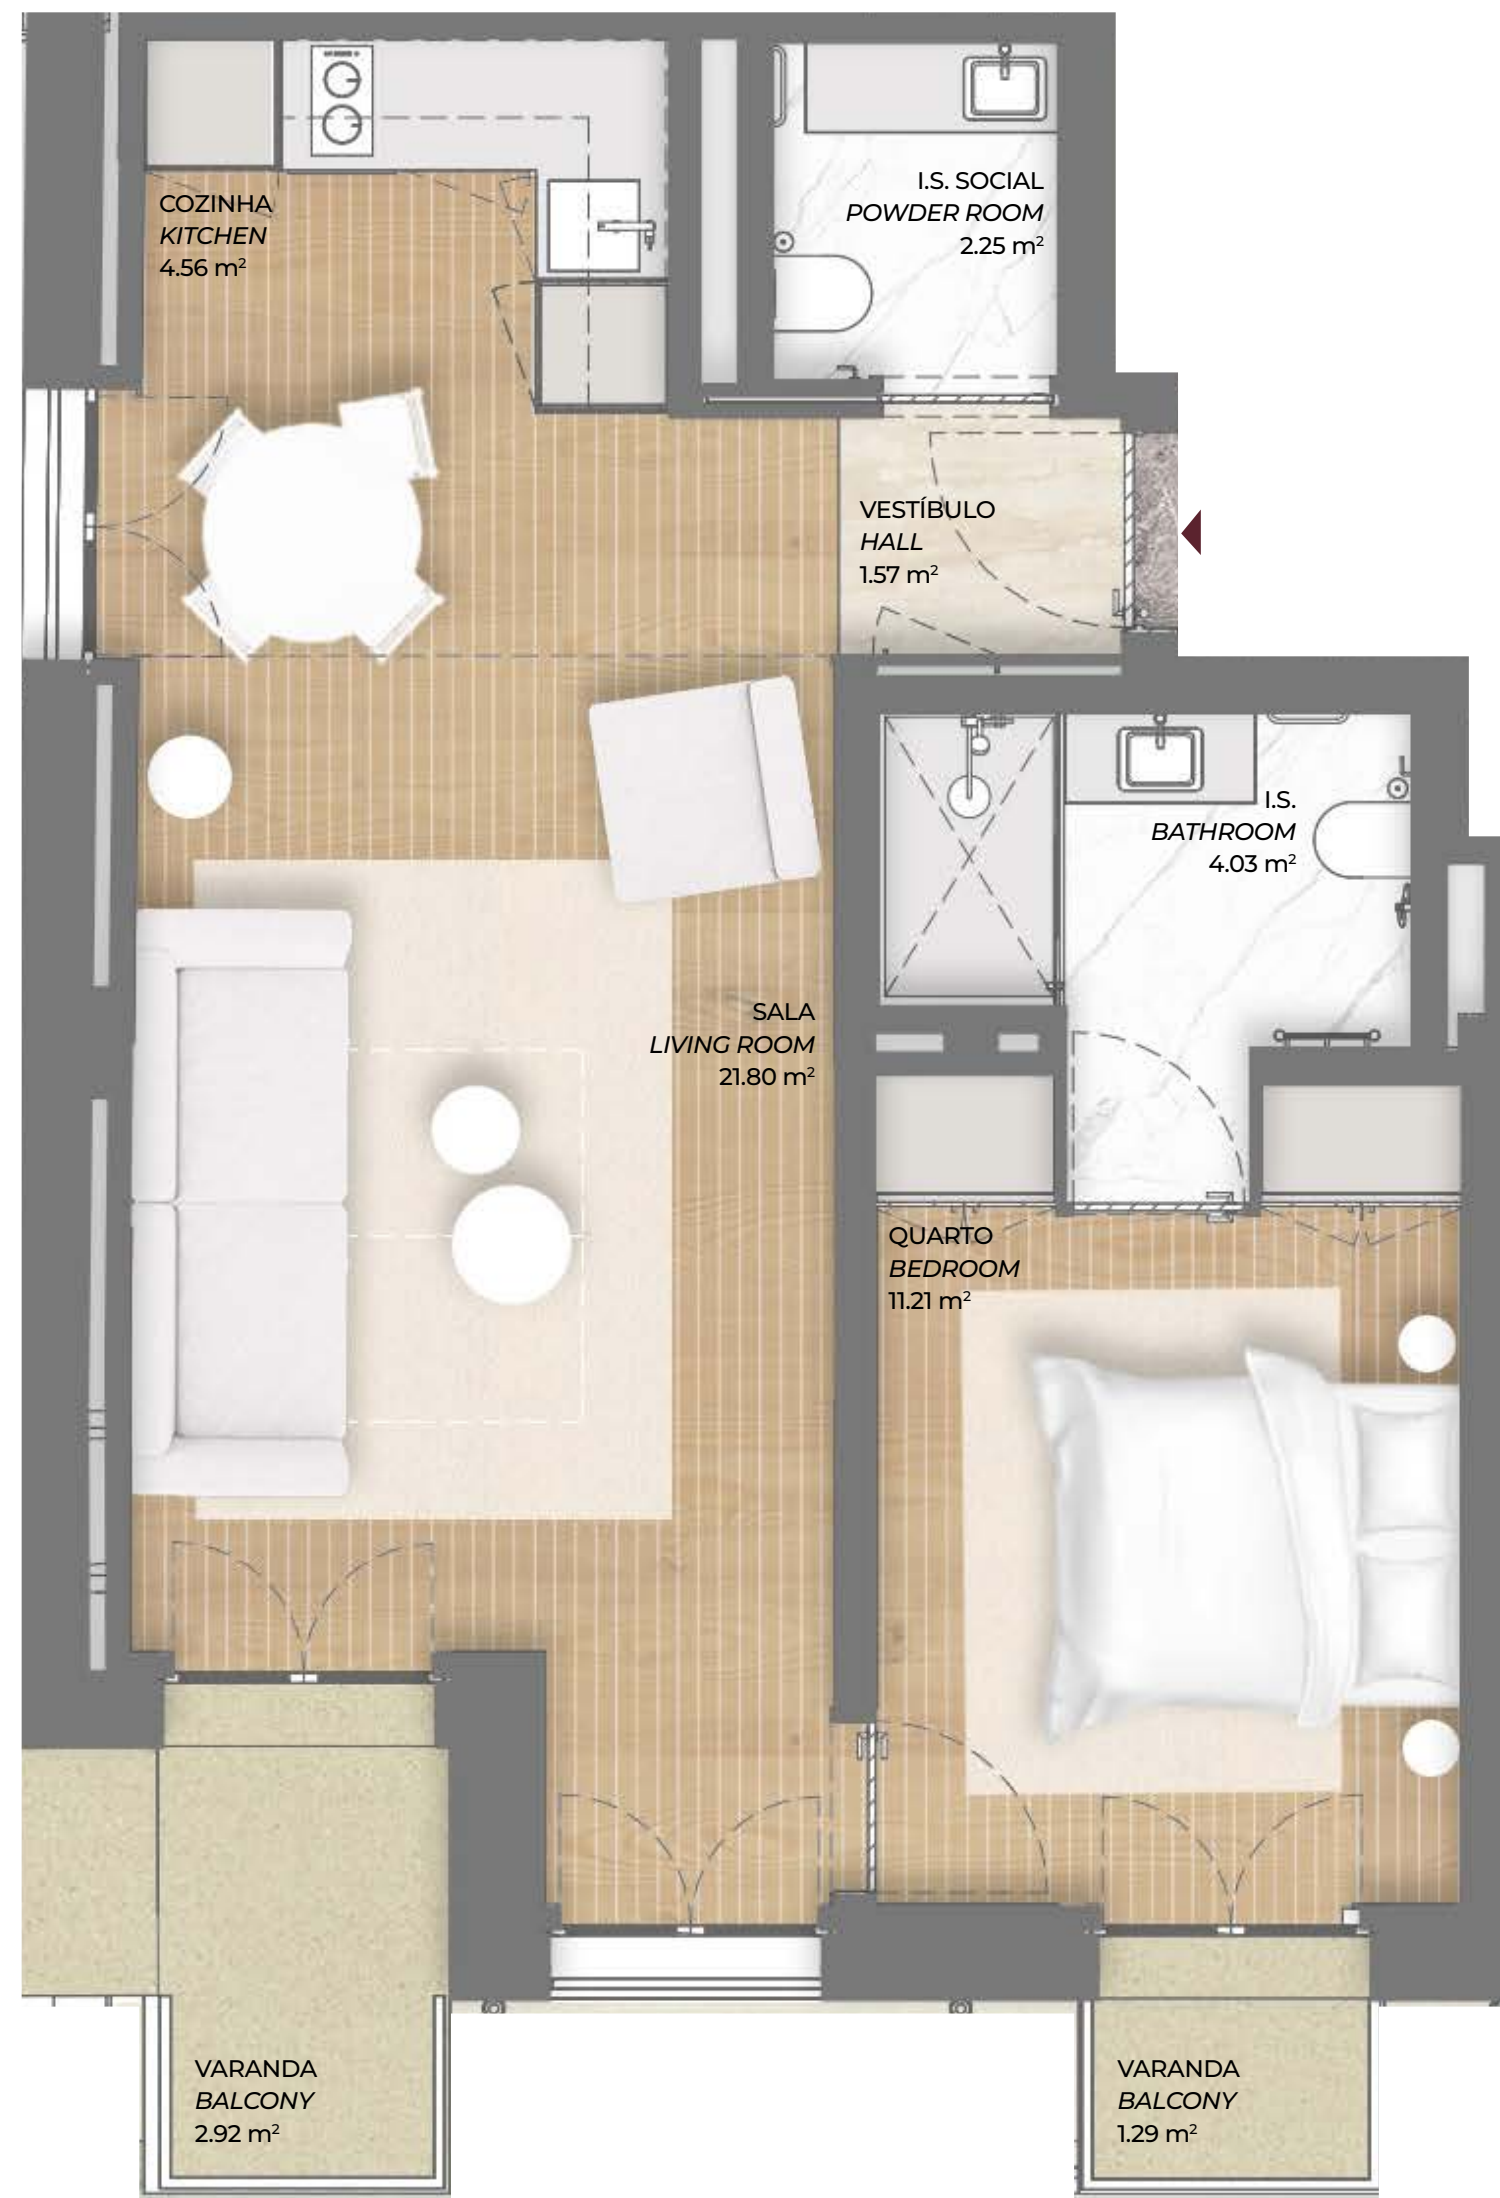 COZINHA
KITCHEN
4.56 m²
I.S. SOCIAL
POWDER ROOM
2.25 m²
VESTÍBULO
HALL
1.57 m²
I.S.
BATHROOM
4.03 m²
SALA
LIVING ROOM
21.80 m²
QUARTO
BEDROOM
11.21 m²
VARANDA
BALCONY
2.92 m²
VARANDA
BALCONY
1.29 m²